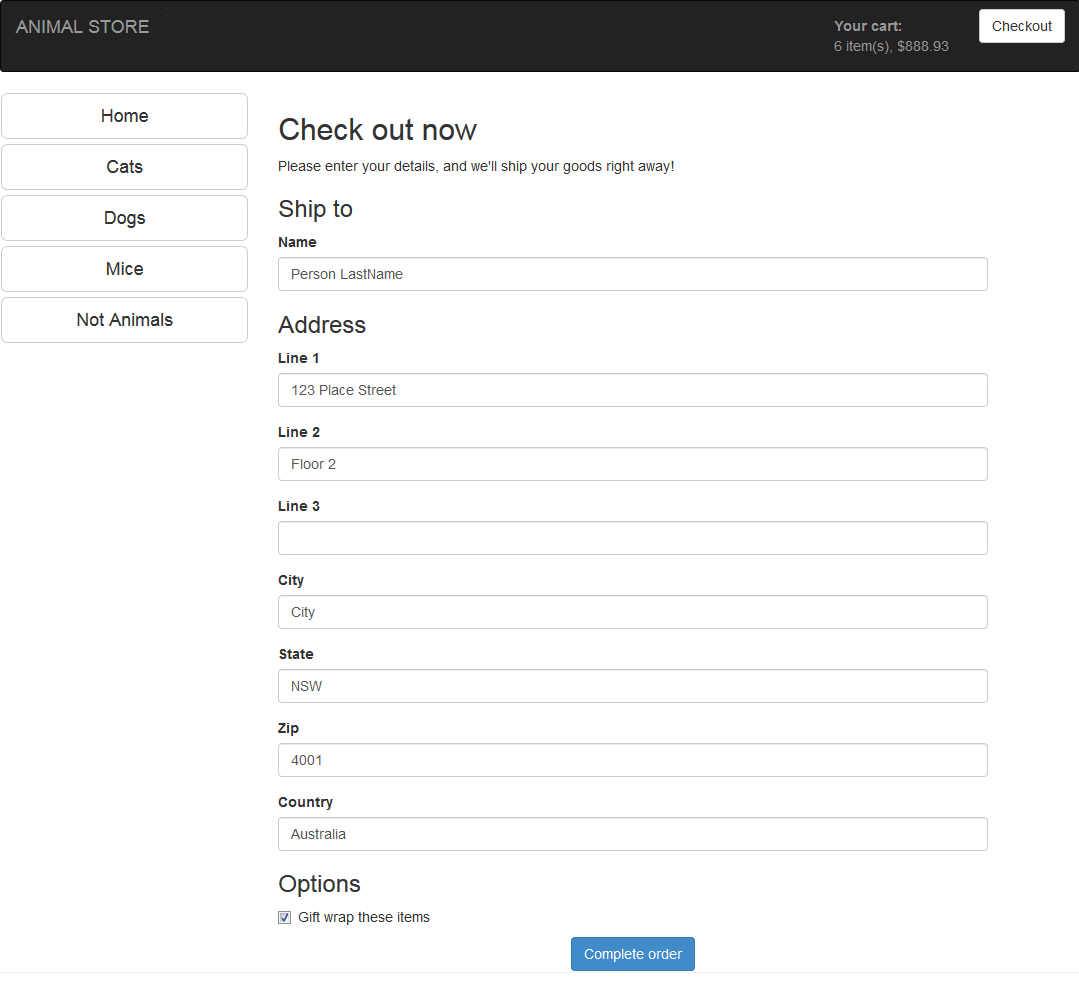 ANIMAL STORE
Your cart:
6 item(s), $888.93
Checkout
Home
Cats
Dogs
Mice
Not Animals
Check out now
Please enter your details, and we'll ship your goods right away!
Ship to
Name
Person LastName
Address
Line 1
123 Place Street
Line 2
Floor 2
Line 3
City
City
State
NSW
Zip
4001
Country
Australia
Options
Gift wrap these items
Complete order